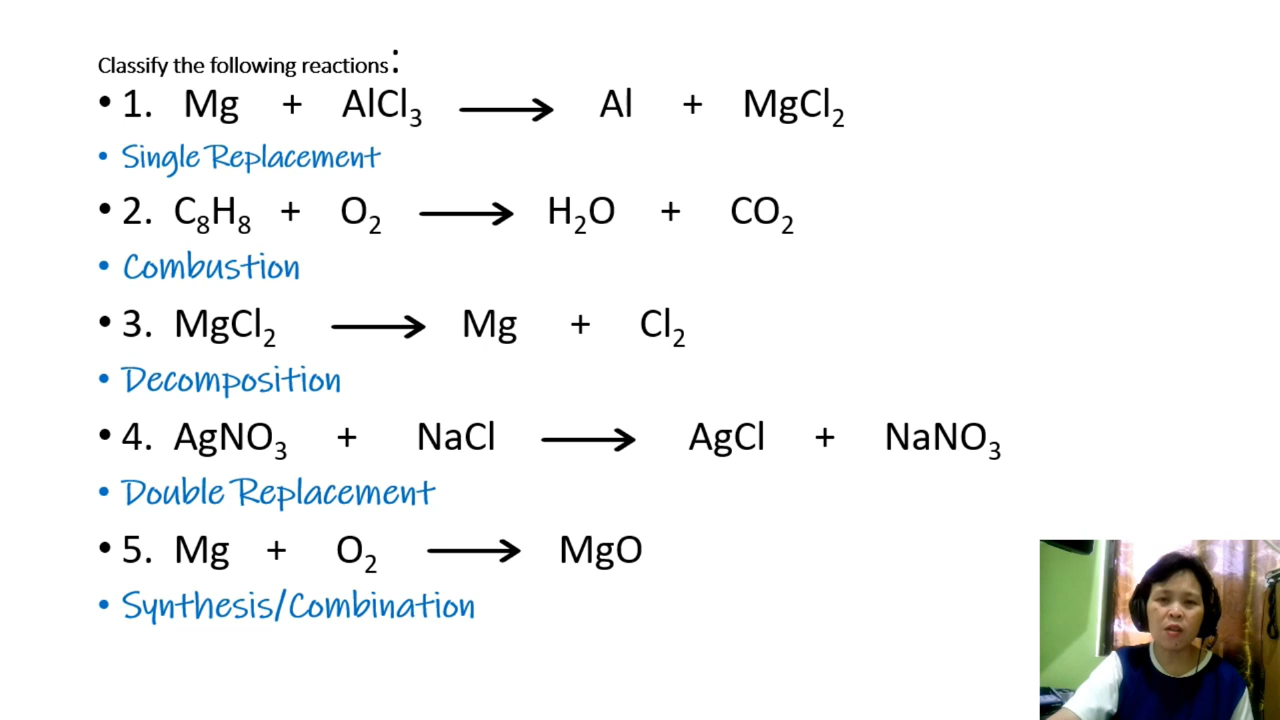 Classify the following reactions:
• 1. Mg + AlCl₃ ⟶ Al + MgCl₂
• Single Replacement
• 2. C₈H₈ + O₂ ⟶ H₂O + CO₂
• Combustion
• 3. MgCl₂ ⟶ Mg + Cl₂
• Decomposition
• 4. AgNO₃ + NaCl ⟶ AgCl + NaNO₃
• Double Replacement
• 5. Mg + O₂ ⟶ MgO
• Synthesis/Combination